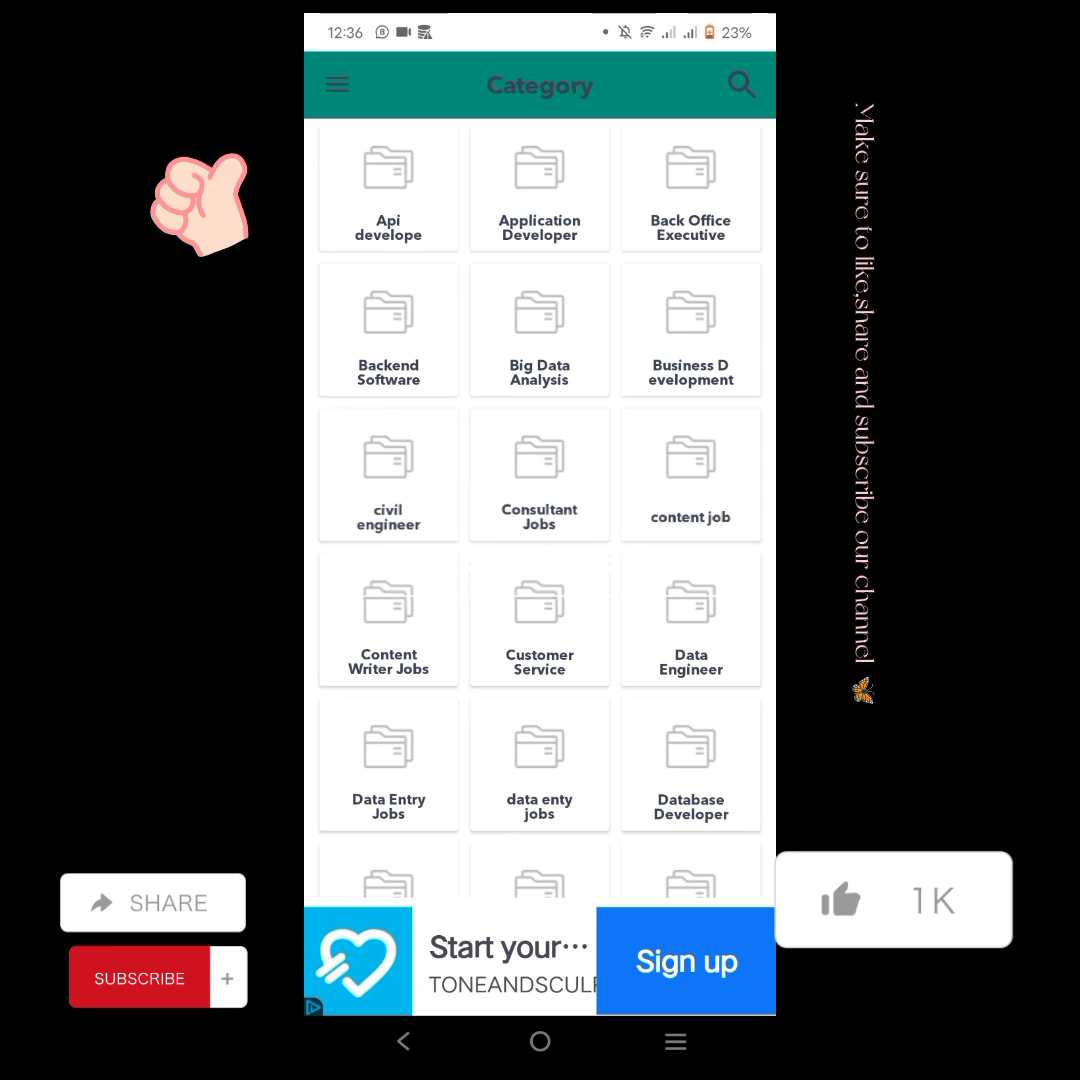 12:36
23%
Category
Api
develope
Application
Developer
Back Office
Executive
Backend
Software
Big Data
Analysis
Business D
evelopment
civil
engineer
Consultant
Jobs
content job
Content
Writer Jobs
Customer
Service
Data
Engineer
Data Entry
Jobs
data enty
jobs
Database
Developer
Start your...
TONEANDSCULP
Sign up
Make sure to like,share and subscribe our channel 🦋
SHARE
SUBSCRIBE +
1K